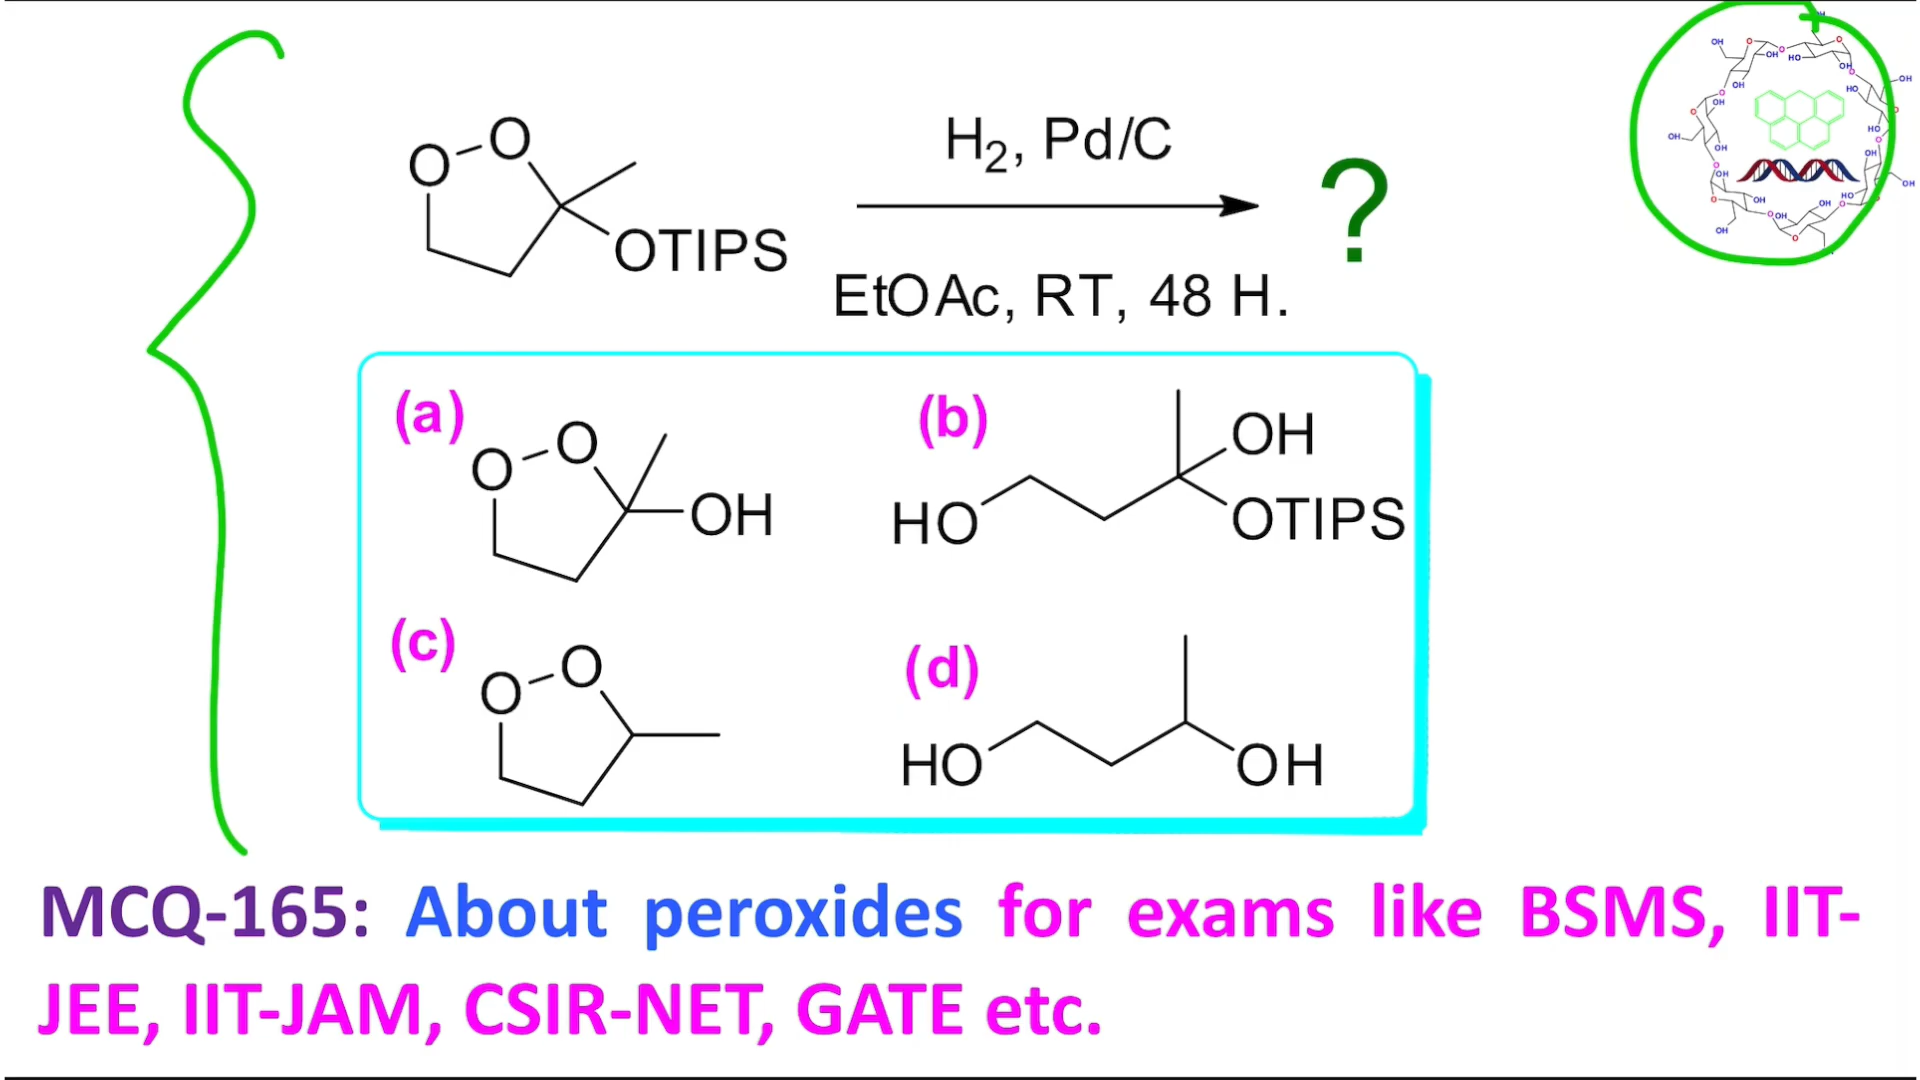 O O
OTIPS
H2, Pd/C
EtOAc, RT, 48 H.
?
(a)
O O
OH
(b)
HO
OH
OTIPS
(c)
O O
(d)
HO
OH
MCQ-165: About peroxides for exams like BSMS, IIT-
JEE, IIT-JAM, CSIR-NET, GATE etc.